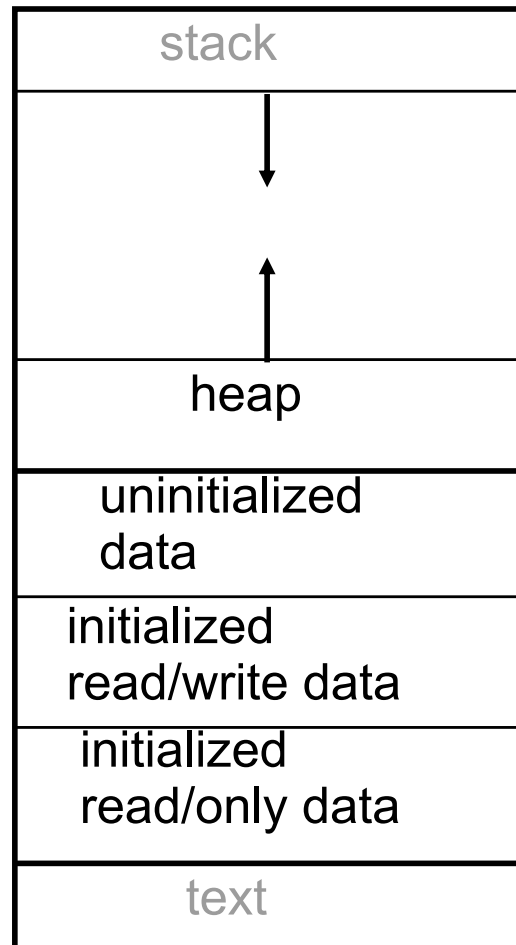 stack
heap
uninitialized
data
initialized
read/write data
initialized
read/only data
text